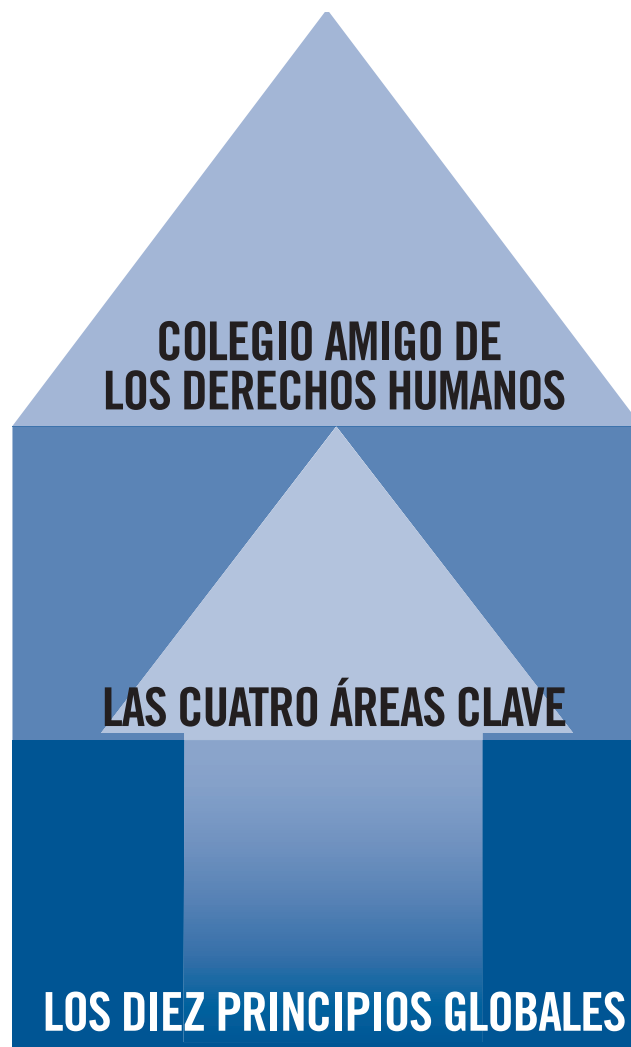 COLEGIO AMIGO DE
LOS DERECHOS HUMANOS
LAS CUATRO ÁREAS CLAVE
LOS DIEZ PRINCIPIOS GLOBALES